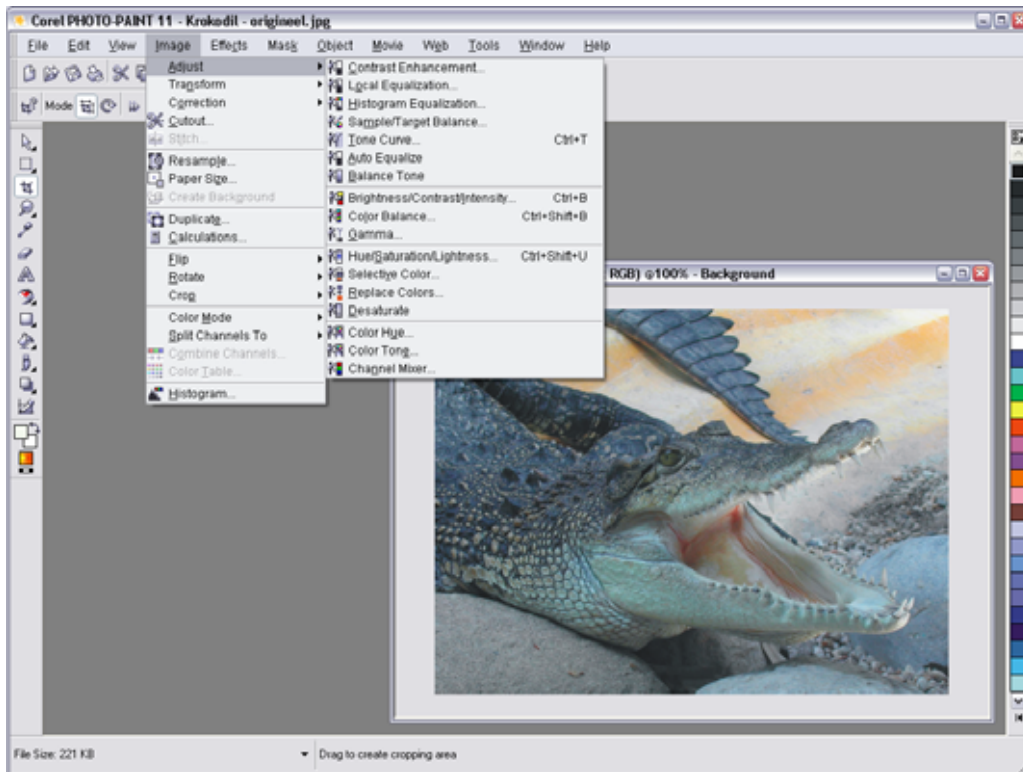 Corel PHOTO-PAINT 11 - Krokodil - origineel.jpg
File Edit View Image Effects Mask Object Movie Web Tools Window Help
Mode
Adjust
Transform
Correction
Cutout...
Stitch...
Resample...
Paper Size...
Create Background
Duplicate...
Calculations...
Flip
Rotate
Crop
Color Mode
Split Channels To
Combine Channels...
Color Table...
Histogram...
Contrast Enhancement...
Local Equalization...
Histogram Equalization...
Sample/Target Balance...
Tone Curve... Ctrl+T
Auto Equalize
Balance Tone
Brightness/Contrast/Intensity... Ctrl+B
Color Balance... Ctrl+Shift+B
Gamma...
Hue/Saturation/Lightness... Ctrl+Shift+U
Selective Color...
Replace Colors...
Desaturate
Color Hue...
Color Tone...
Channel Mixer...
RGB) @100% - Background
File Size: 221 KB
Drag to create cropping area